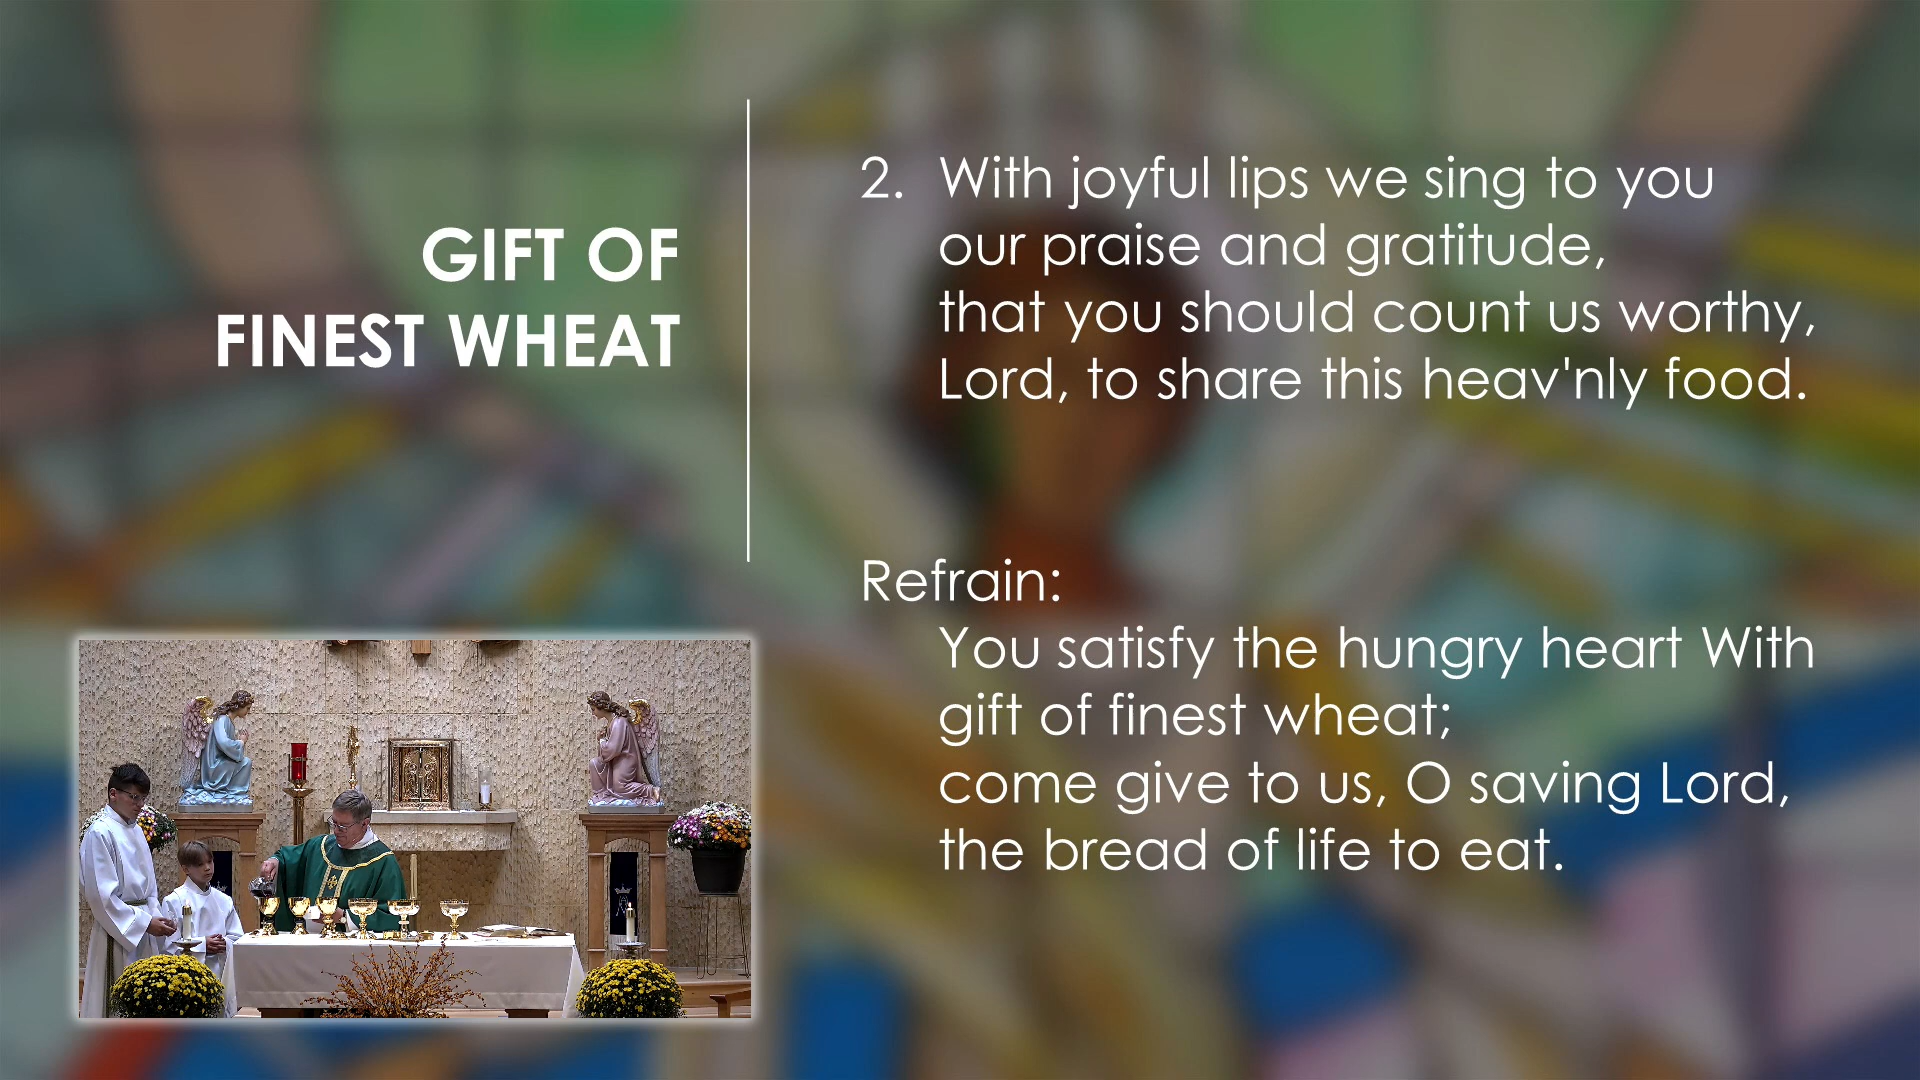 GIFT OF
FINEST WHEAT
2. With joyful lips we sing to you
our praise and gratitude,
that you should count us worthy,
Lord, to share this heav'nly food.
Refrain:
You satisfy the hungry heart With
gift of finest wheat;
come give to us, O saving Lord,
the bread of life to eat.